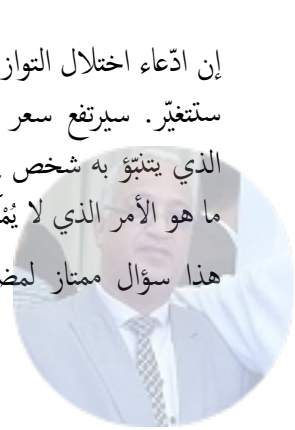 إن ادّعاء اختلال التواز
ستتغيّر. سيرتفع سعر
الذي يتنبّؤ به شخص
ما هو الأمر الذي لا
هذا سؤال ممتاز لمض